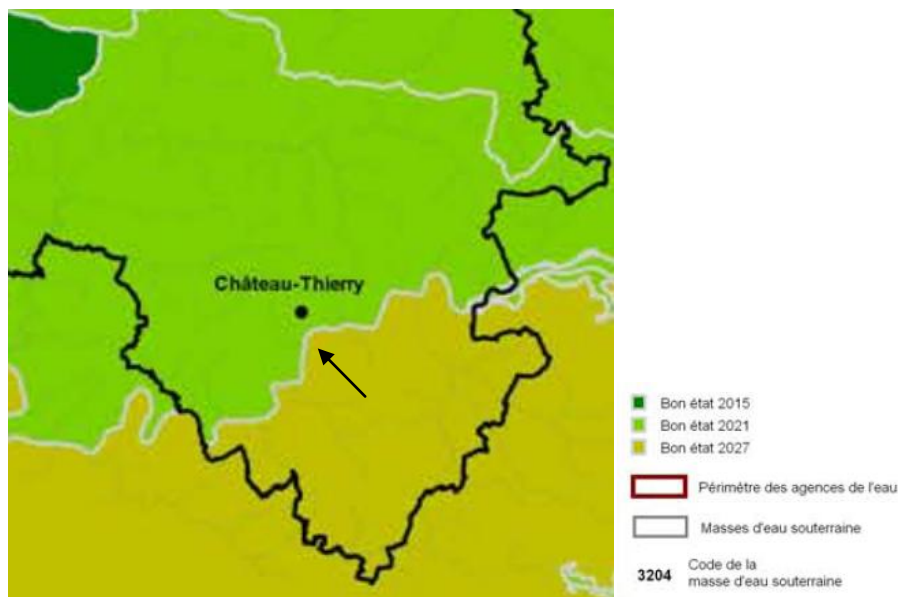 Château-Thierry
Bon état 2015
Bon état 2021
Bon état 2027
Périmètre des agences de l'eau
Masses d'eau souterraine
3204 Code de la
masse d'eau souterraine